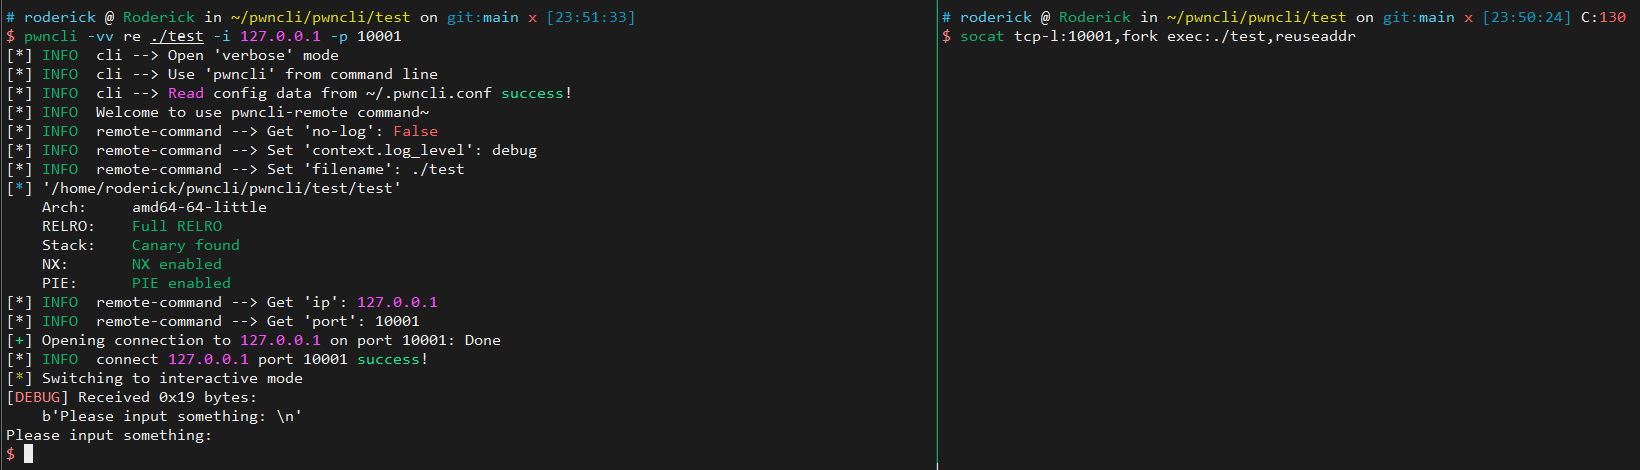 # roderick @ Roderick in ~/pwncli/pwncli/test on git:main x [23:51:33]
$ pwncli -vv re ./test -i 127.0.0.1 -p 10001
[*] INFO  cli --> Open 'verbose' mode
[*] INFO  cli --> Use 'pwncli' from command line
[*] INFO  cli --> Read config data from ~/.pwncli.conf success!
[*] INFO  Welcome to use pwncli-remote command~
[*] INFO  remote-command --> Get 'no-log': False
[*] INFO  remote-command --> Set 'context.log_level': debug
[*] INFO  remote-command --> Set 'filename': ./test
[*] '/home/roderick/pwncli/pwncli/test/test'
    Arch:     amd64-64-little
    RELRO:    Full RELRO
    Stack:    Canary found
    NX:       NX enabled
    PIE:      PIE enabled
[*] INFO  remote-command --> Get 'ip': 127.0.0.1
[*] INFO  remote-command --> Get 'port': 10001
[+] Opening connection to 127.0.0.1 on port 10001: Done
[*] INFO  connect 127.0.0.1 port 10001 success!
[*] Switching to interactive mode
[DEBUG] Received 0x19 bytes:
    b'Please input something: \n'
Please input something:
$
# roderick @ Roderick in ~/pwncli/pwncli/test on git:main x [23:50:24] C:130
$ socat tcp-l:10001,fork exec:./test,reuseaddr